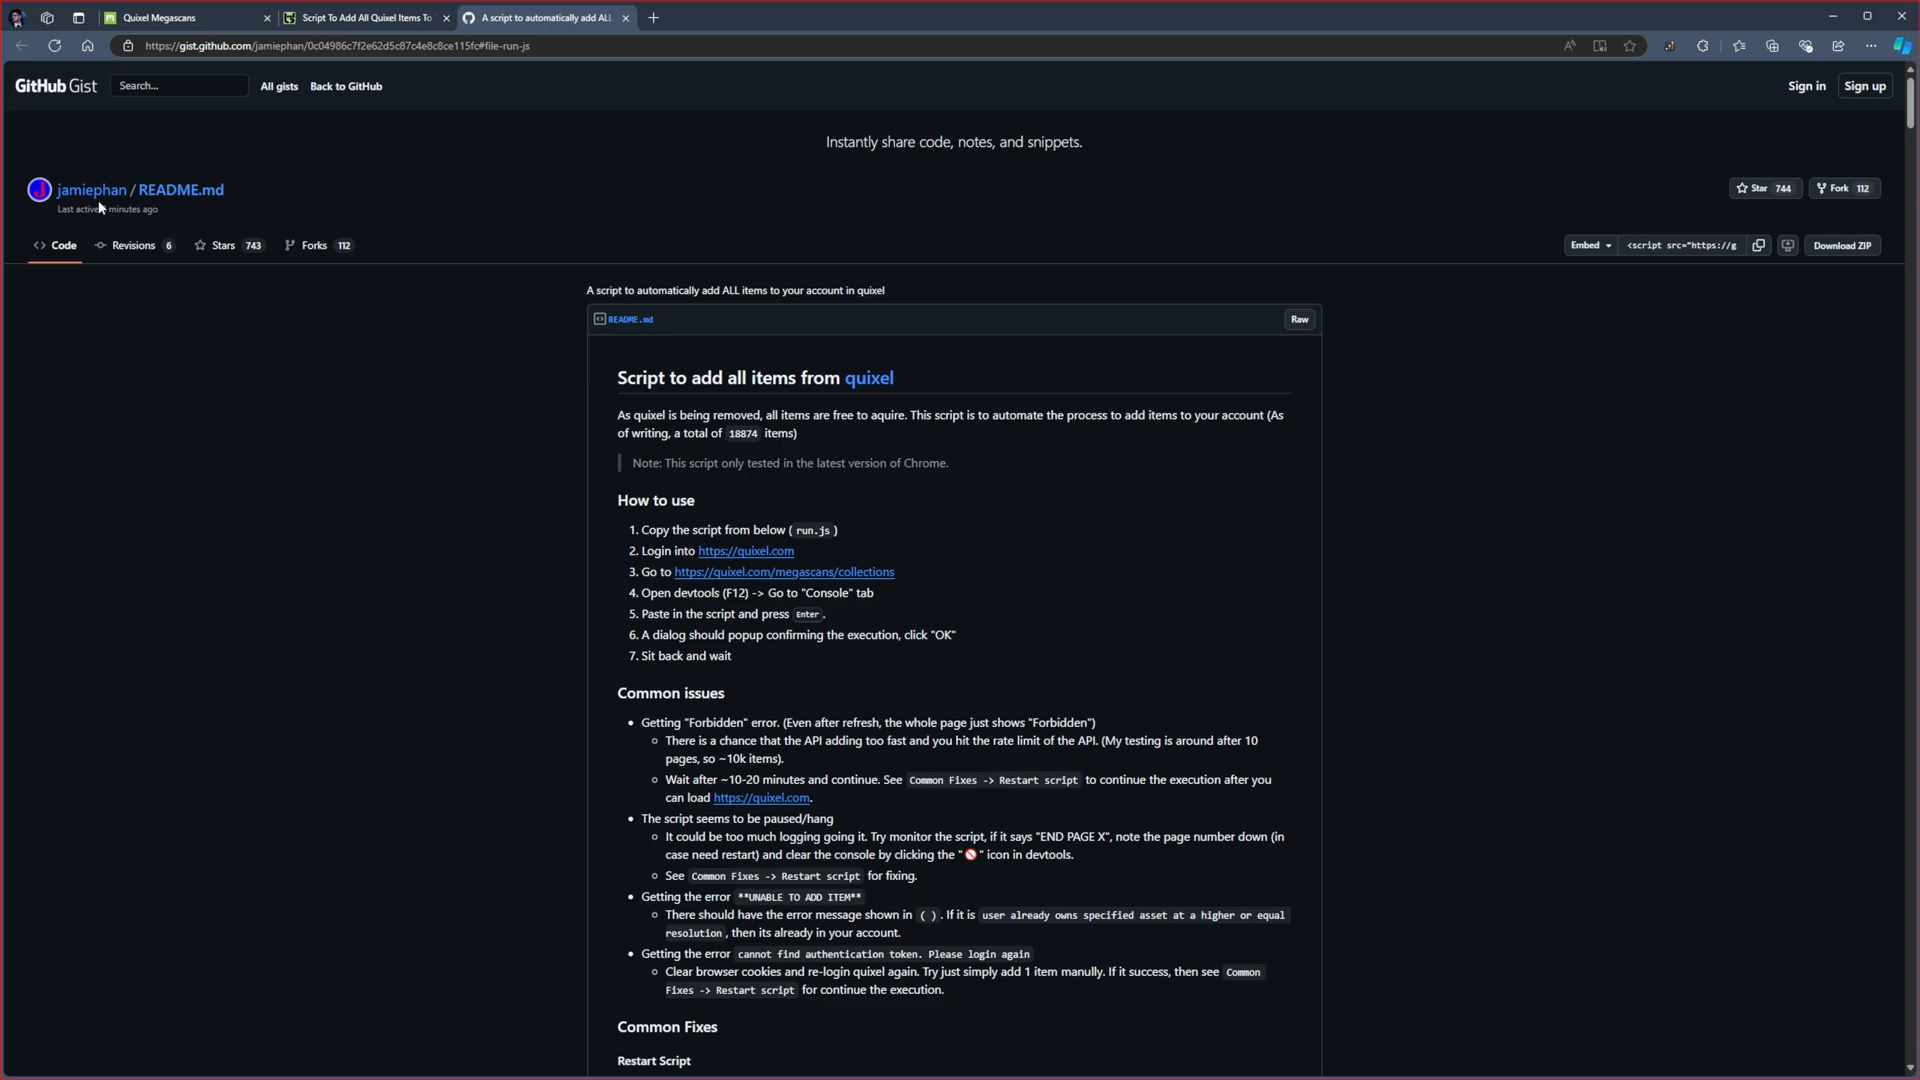 Quixel Megascans
Script To Add All Quixel Items To
A script to automatically add ALL
https://gist.github.com/jamiephan/0c04986c7f2e62d5c87c4e8c8ce115fc#file-run-js
GitHub Gist
Search...
All gists
Back to GitHub
Sign in
Sign up
Instantly share code, notes, and snippets.
jamiephan / README.md
Last active minutes ago
Star 744
Fork 112
Code
Revisions 6
Stars 743
Forks 112
Embed
<script src="https://g
Download ZIP
A script to automatically add ALL items to your account in quixel
README.md
Raw
Script to add all items from quixel
As quixel is being removed, all items are free to aquire. This script is to automate the process to add items to your account (As
of writing, a total of 18874 items)
Note: This script only tested in the latest version of Chrome.
How to use
1. Copy the script from below ( run.js )
2. Login into https://quixel.com
3. Go to https://quixel.com/megascans/collections
4. Open devtools (F12) -> Go to "Console" tab
5. Paste in the script and press Enter .
6. A dialog should popup confirming the execution, click "OK"
7. Sit back and wait
Common issues
• Getting "Forbidden" error. (Even after refresh, the whole page just shows "Forbidden")
○ There is a chance that the API adding too fast and you hit the rate limit of the API. (My testing is around after 10
pages, so ~10k items).
○ Wait after ~10-20 minutes and continue. See Common Fixes -> Restart script to continue the execution after you
can load https://quixel.com.
• The script seems to be paused/hang
○ It could be too much logging going it. Try monitor the script, if it says "END PAGE X", note the page number down (in
case need restart) and clear the console by clicking the "🚫" icon in devtools.
○ See Common Fixes -> Restart script for fixing.
• Getting the error **UNABLE TO ADD ITEM**
○ There should have the error message shown in ( ) . If it is user already owns specified asset at a higher or equal
resolution , then its already in your account.
• Getting the error cannot find authentication token. Please login again
○ Clear browser cookies and re-login quixel again. Try just simply add 1 item manully. If it success, then see Common
Fixes -> Restart script for continue the execution.
Common Fixes
Restart Script